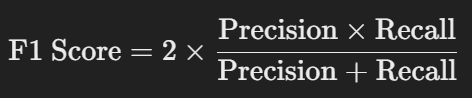 F1 Score = 2 × Precision × Recall / Precision + Recall